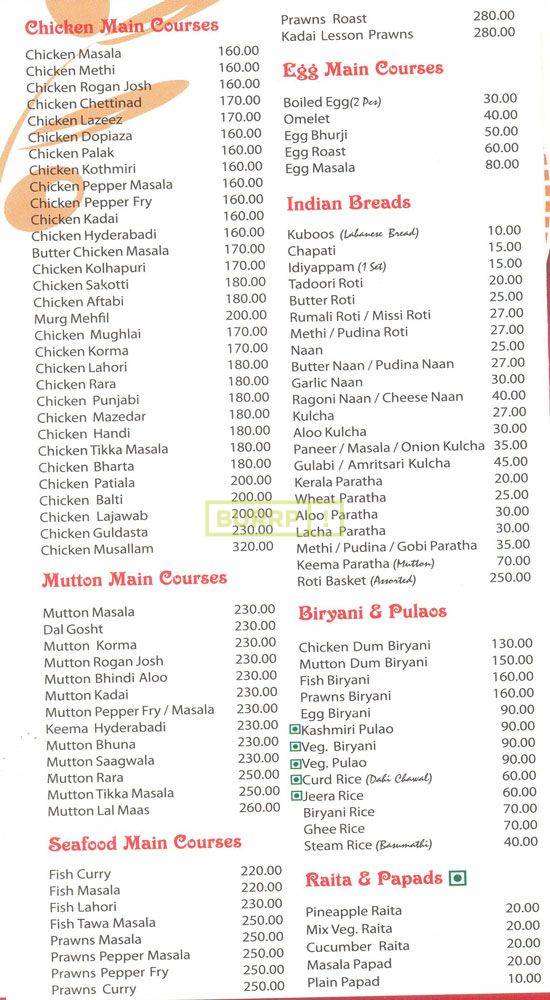 Chicken Main Courses
Chicken Masala 160.00
Chicken Methi 160.00
Chicken Rogan Josh 160.00
Chicken Chettinad 170.00
Chicken Lazeez 170.00
Chicken Dopiaza 160.00
Chicken Palak 160.00
Chicken Kothmiri 160.00
Chicken Pepper Masala 160.00
Chicken Pepper Fry 160.00
Chicken Kadai 160.00
Chicken Hyderabadi 160.00
Butter Chicken Masala 170.00
Chicken Kolhapuri 170.00
Chicken Sakotti 180.00
Chicken Aftabi 180.00
Murg Mehfil 200.00
Chicken Mughlai 170.00
Chicken Korma 170.00
Chicken Lahori 180.00
Chicken Rara 180.00
Chicken Punjabi 180.00
Chicken Mazedar 180.00
Chicken Handi 180.00
Chicken Tikka Masala 180.00
Chicken Bharta 180.00
Chicken Patiala 200.00
Chicken Balti 200.00
Chicken Lajawab 200.00
Chicken Guldasta 230.00
Chicken Musallam 320.00
Mutton Main Courses
Mutton Masala 230.00
Dal Gosht 230.00
Mutton Korma 230.00
Mutton Rogan Josh 230.00
Mutton Bhindi Aloo 230.00
Mutton Kadai 230.00
Mutton Pepper Fry / Masala 230.00
Keema Hyderabadi 230.00
Mutton Bhuna 230.00
Mutton Saagwala 230.00
Mutton Rara 250.00
Mutton Tikka Masala 250.00
Mutton Lal Maas 260.00
Seafood Main Courses
Fish Curry 220.00
Fish Masala 220.00
Fish Lahori 230.00
Fish Tawa Masala 250.00
Prawns Masala 250.00
Prawns Pepper Masala 250.00
Prawns Pepper Fry 250.00
Prawns Curry 250.00
Prawns Roast 280.00
Kadai Lesson Prawns 280.00
Egg Main Courses
Boiled Egg(2 Pcs) 30.00
Omelet 40.00
Egg Bhurji 50.00
Egg Roast 60.00
Egg Masala 80.00
Indian Breads
Kuboos (Labanese Bread) 10.00
Chapati 15.00
Idiyappam (1 Set) 15.00
Tadoori Roti 20.00
Butter Roti 25.00
Rumali Roti / Missi Roti 27.00
Methi / Pudina Roti 27.00
Naan 25.00
Butter Naan / Pudina Naan 27.00
Garlic Naan 30.00
Ragoni Naan / Cheese Naan 40.00
Kulcha 27.00
Aloo Kulcha 30.00
Paneer / Masala / Onion Kulcha 35.00
Gulabi / Amritsari Kulcha 45.00
Kerala Paratha 20.00
Wheat Paratha 25.00
Aloo Paratha 30.00
Lacha Paratha 30.00
Methi / Pudina / Gobi Paratha 35.00
Keema Paratha (Mutton) 70.00
Roti Basket (Assorted) 250.00
Biryani & Pulaos
Chicken Dum Biryani 130.00
Mutton Dum Biryani 150.00
Fish Biryani 160.00
Prawns Biryani 160.00
Egg Biryani 90.00
Kashmiri Pulao 90.00
Veg. Biryani 90.00
Veg. Pulao 90.00
Curd Rice (Dahi Chawal) 60.00
Jeera Rice 60.00
Biryani Rice 70.00
Ghee Rice 70.00
Steam Rice (Basumathi) 40.00
Raita & Papads
Pineapple Raita 20.00
Mix Veg. Raita 20.00
Cucumber Raita 20.00
Masala Papad 20.00
Plain Papad 10.00
BURRP !